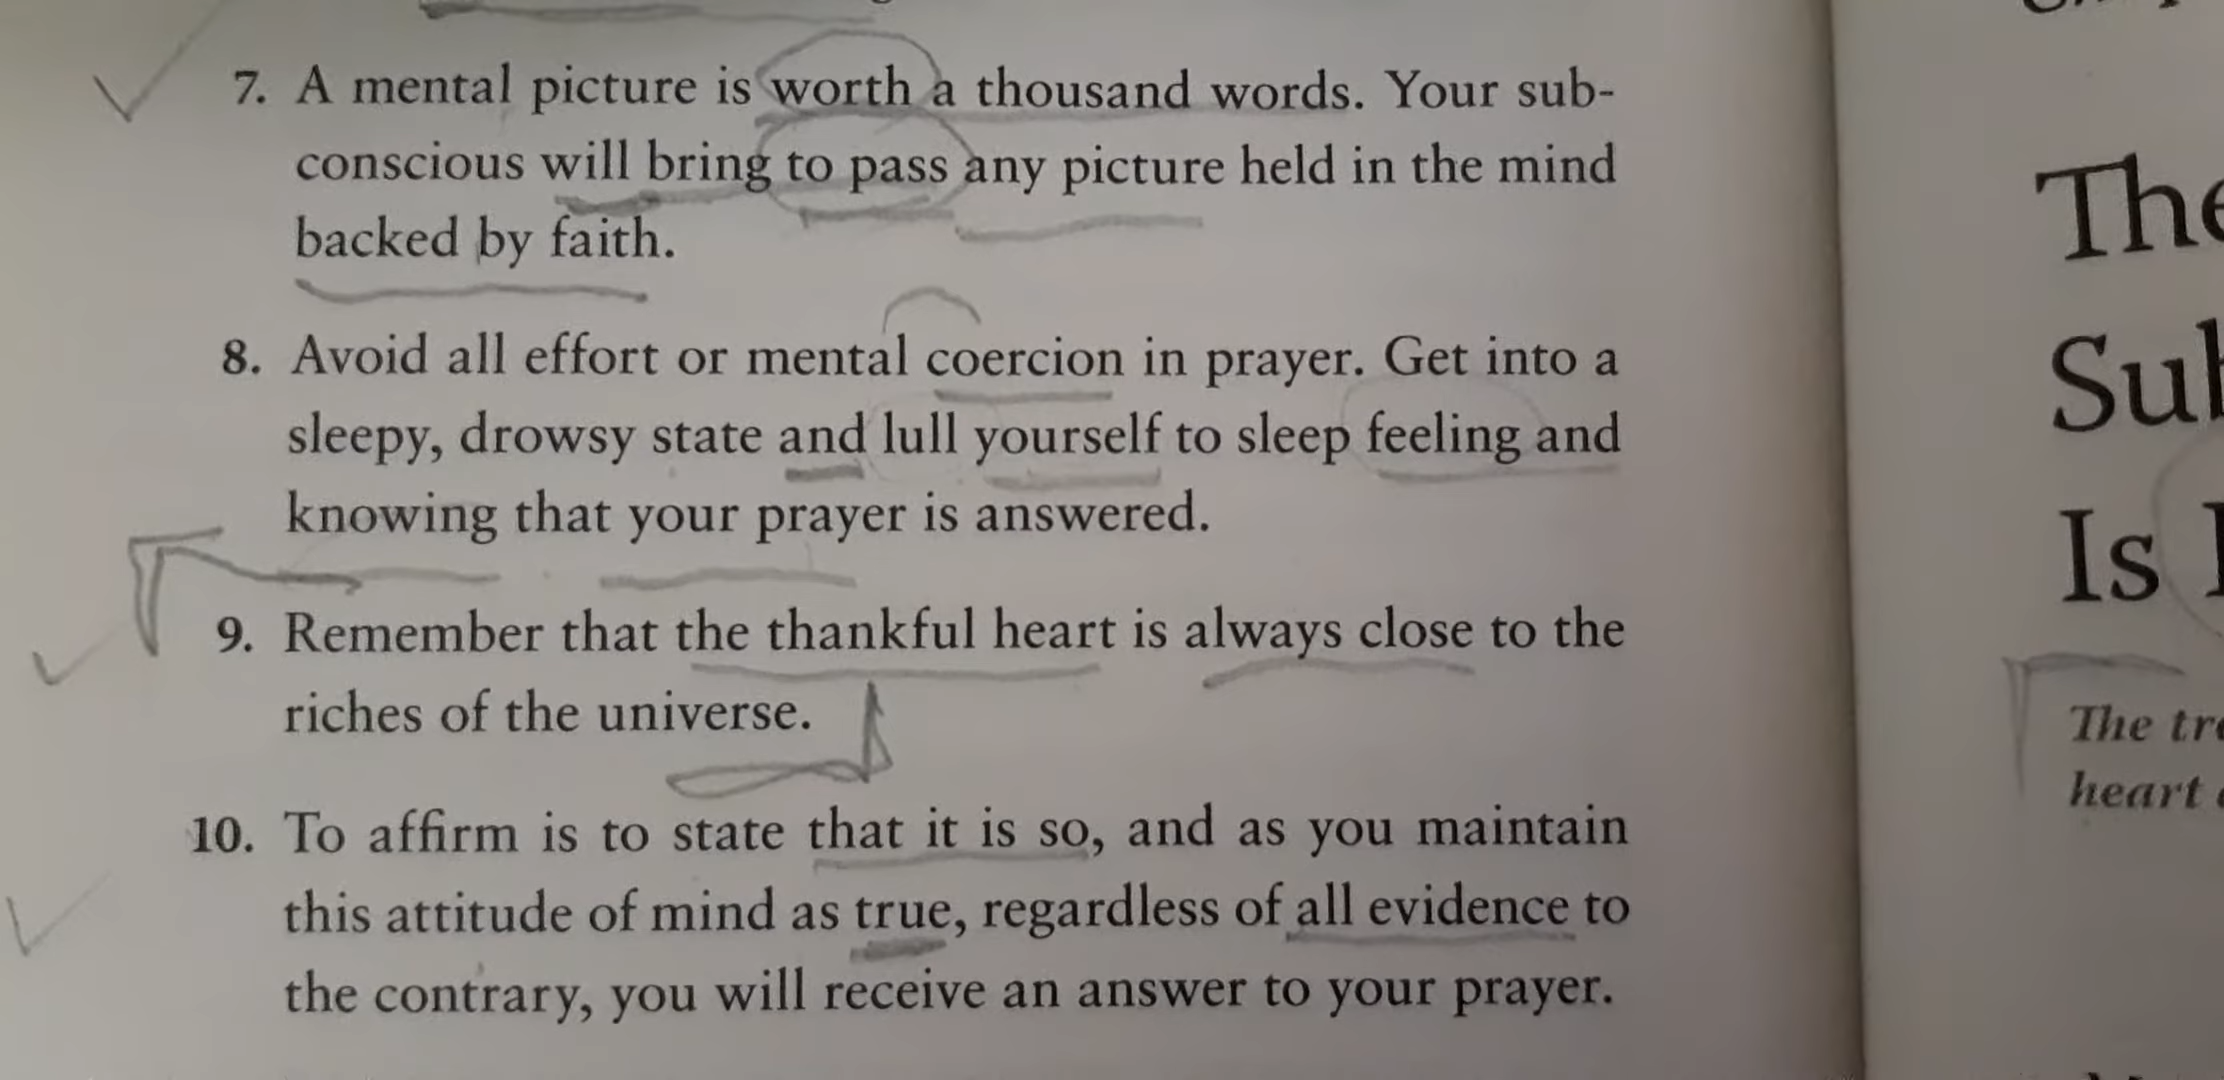 7. A mental picture is worth a thousand words. Your sub-
conscious will bring to pass any picture held in the mind
backed by faith.
8. Avoid all effort or mental coercion in prayer. Get into a
sleepy, drowsy state and lull yourself to sleep feeling and
knowing that your prayer is answered.
9. Remember that the thankful heart is always close to the
riches of the universe.
10. To affirm is to state that it is so, and as you maintain
this attitude of mind as true, regardless of all evidence to
the contrary, you will receive an answer to your prayer.
The
Is
The
heart